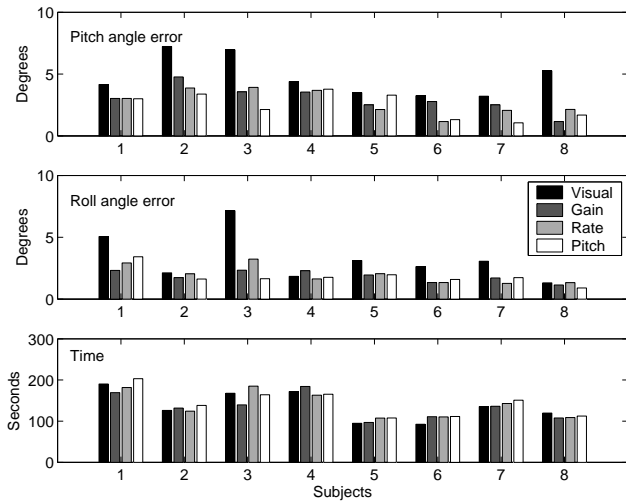 10
Pitch angle error
Degrees
5
0
1 2 3 4 5 6 7 8
10
Roll angle error
Degrees
5
0
Visual
Gain
Rate
Pitch
1 2 3 4 5 6 7 8
300
Time
Seconds
200
100
0
1 2 3 4 5 6 7 8
Subjects